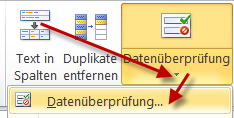 Text in Duplikate Datenüberprüfung
Spalten entfernen
Datenüberprüfung...